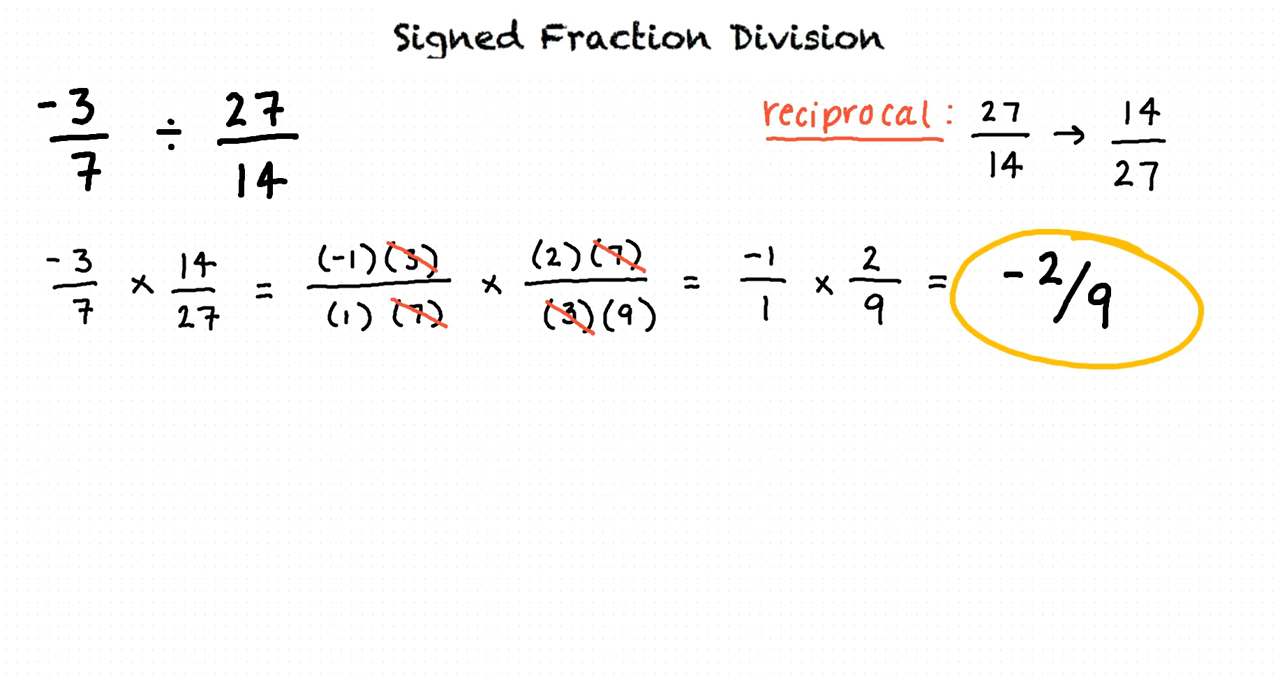 Signed Fraction Division
-3/7 ÷ 27/14
reciprocal: 27/14 → 14/27
-3/7 × 14/27 = (-1)(3)/(1)(7) × (2)(7)/(3)(9) = -1/1 × 2/9 = -2/9